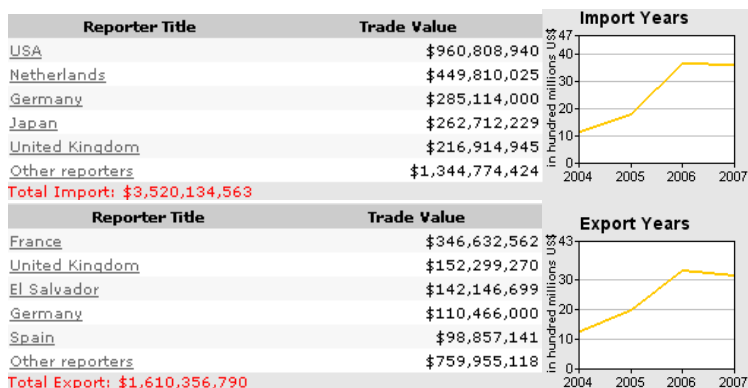 Reporter Title Trade Value
USA $960,808,940
Netherlands $449,810,025
Germany $285,114,000
Japan $262,712,229
United Kingdom $216,914,945
Other reporters $1,344,774,424
Total Import: $3,520,134,563
Import Years
in hundred millions US$
47
40
30
20
10
0
2004 2005 2006 2007
Reporter Title Trade Value
France $346,632,562
United Kingdom $152,299,270
El Salvador $142,146,699
Germany $110,466,000
Spain $98,857,141
Other reporters $759,955,118
Total Export: $1,610,356,790
Export Years
in hundred millions US$
43
30
20
10
0
2004 2005 2006 2007